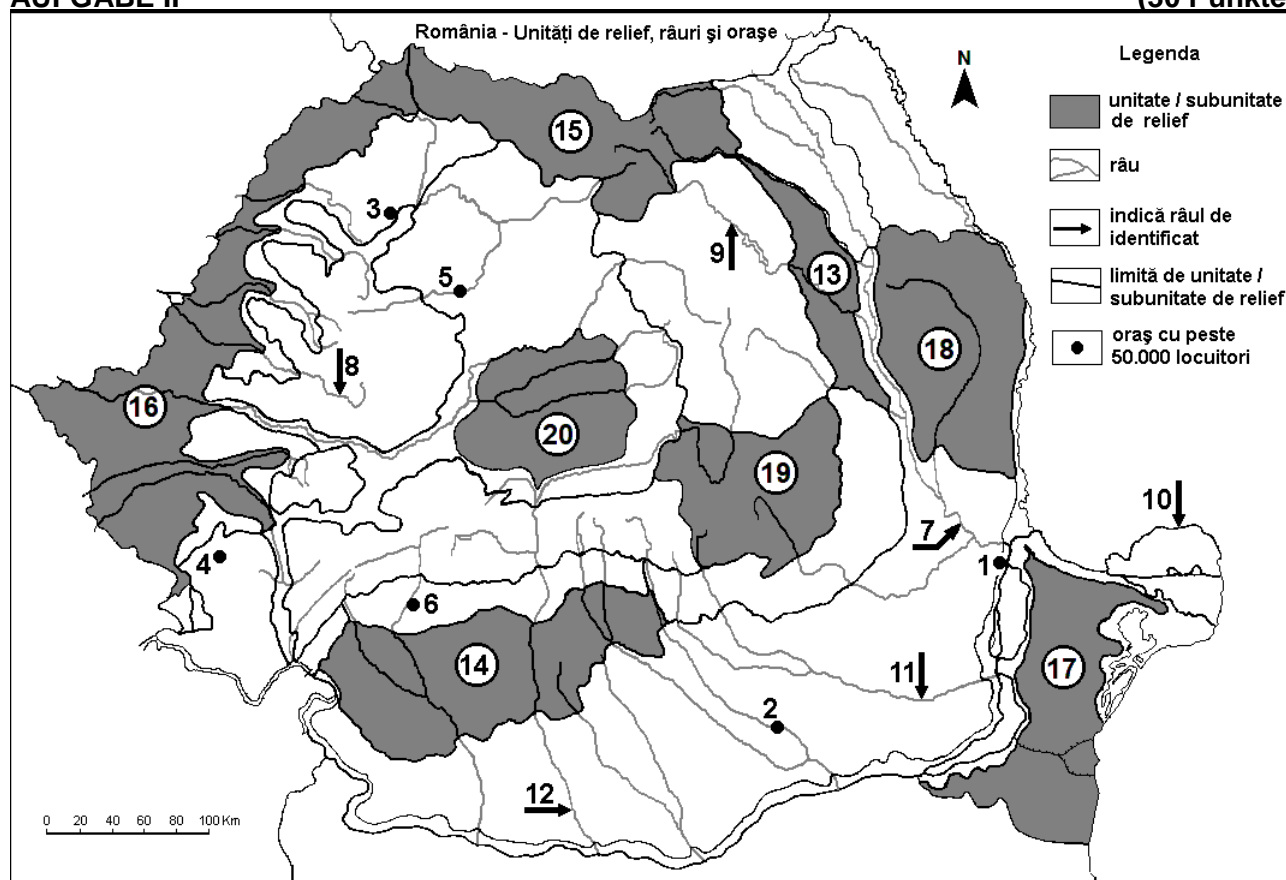 AUFGABE II (30 Punkte
România - Unităţi de relief, râuri şi oraşe
Legenda
N
unitate / subunitate
de relief
15
râu
3
indică râul de
identificat
9
13
limită de unitate /
subunitate de relief
5
oraş cu peste
50.000 locuitori
18
8
16
20
19
10
7
4
1
6
14
17
11
2
12
0 20 40 60 80 100 Km